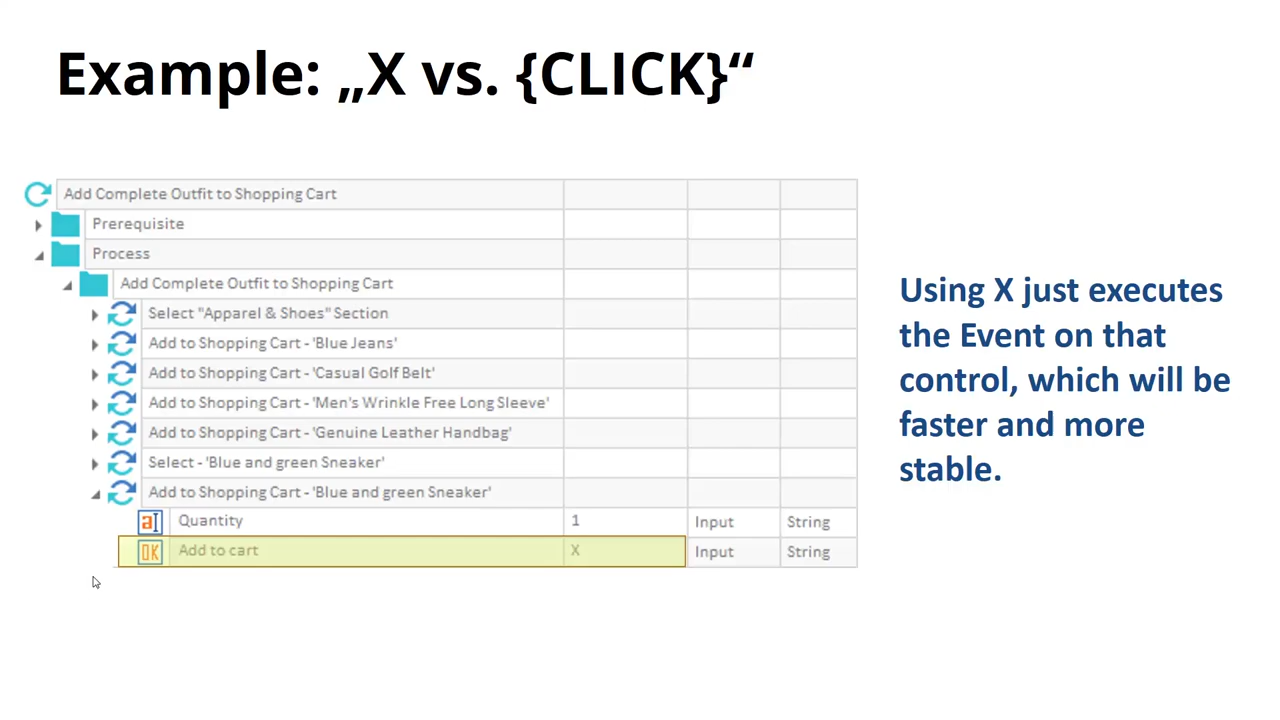 Example: „X vs. {CLICK}“
Add Complete Outfit to Shopping Cart
Prerequisite
Process
Add Complete Outfit to Shopping Cart
Select "Apparel & Shoes" Section
Add to Shopping Cart - 'Blue Jeans'
Add to Shopping Cart - 'Casual Golf Belt'
Add to Shopping Cart - 'Men's Wrinkle Free Long Sleeve'
Add to Shopping Cart - 'Genuine Leather Handbag'
Select - 'Blue and green Sneaker'
Add to Shopping Cart - 'Blue and green Sneaker'
a Quantity 1 Input String
OK Add to cart X Input String
Using X just executes
the Event on that
control, which will be
faster and more
stable.